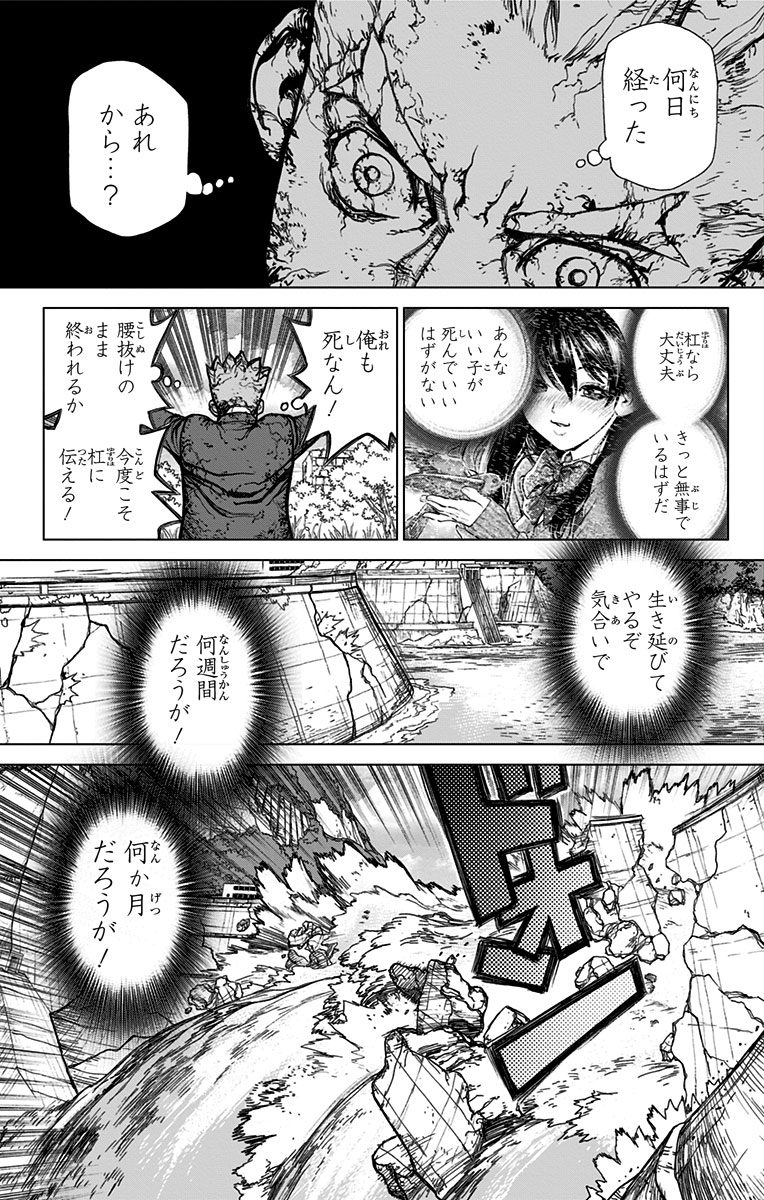 何日
経った
あれ
から…？
杠なら
大丈夫
きっと無事で
いるはずだ
あんな
いい子が
死んでいい
はずがない
俺も
死なん！
腰抜けの
まま
終われるか
今度こそ
杠に
伝える！
生き延びて
やるぞ
気合いで
何週間
だろうが！
何か月
だろうが！